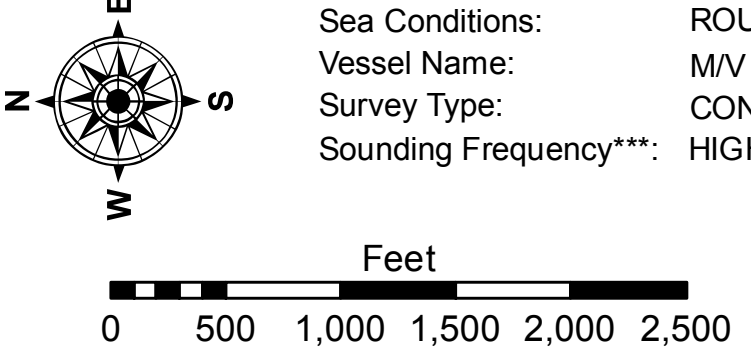 E
Sea Conditions:
Vessel Name: M/V
N S
Survey Type:
Sounding Frequency***:
W
Feet
0 500 1,000 1,500 2,000 2,500